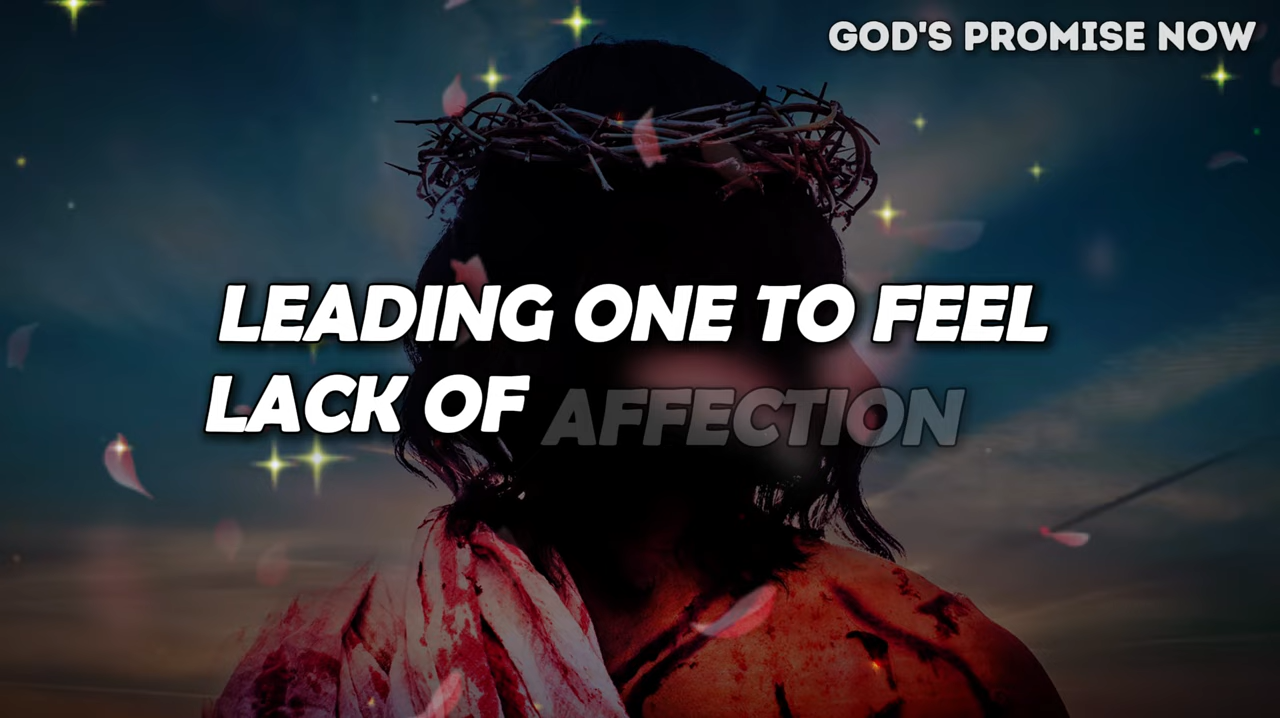 GOD'S PROMISE NOW
LEADING ONE TO FEEL
LACK OF AFFECTION